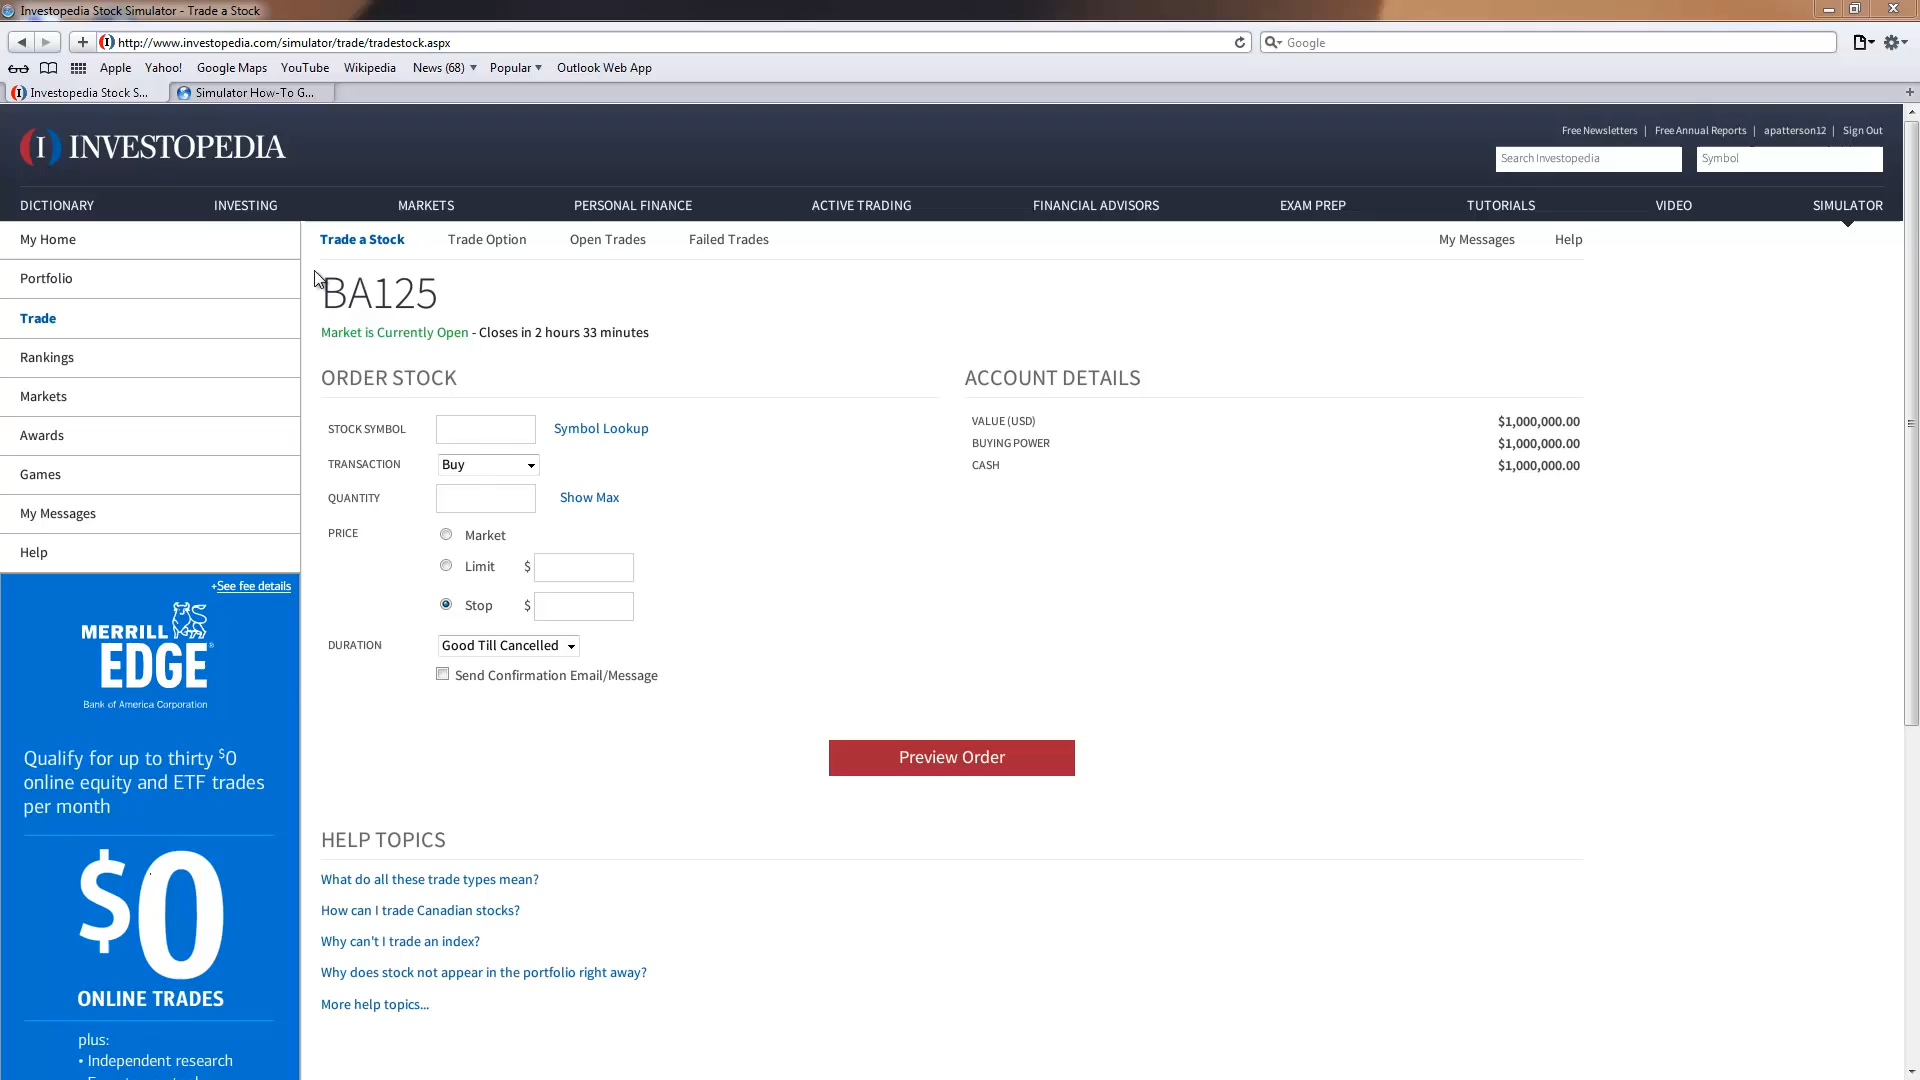 Investopedia Stock Simulator - Trade a Stock
http://www.investopedia.com/simulator/trade/tradestock.aspx
Google
Apple Yahoo! Google Maps YouTube Wikipedia News (68) Popular Outlook Web App
Investopedia Stock S... Simulator How-To G...
INVESTOPEDIA
Free Newsletters | Free Annual Reports | apatterson12 | Sign Out
Search Investopedia Symbol
DICTIONARY INVESTING MARKETS PERSONAL FINANCE ACTIVE TRADING FINANCIAL ADVISORS EXAM PREP TUTORIALS VIDEO SIMULATOR
My Home
Portfolio
Trade
Rankings
Markets
Awards
Games
My Messages
Help
Trade a Stock Trade Option Open Trades Failed Trades My Messages Help
BA125
Market is Currently Open - Closes in 2 hours 33 minutes
ORDER STOCK
STOCK SYMBOL Symbol Lookup
TRANSACTION Buy
QUANTITY Show Max
PRICE Market
Limit $
Stop $
DURATION Good Till Cancelled
Send Confirmation Email/Message
ACCOUNT DETAILS
VALUE (USD) $1,000,000.00
BUYING POWER $1,000,000.00
CASH $1,000,000.00
Preview Order
HELP TOPICS
What do all these trade types mean?
How can I trade Canadian stocks?
Why can't I trade an index?
Why does stock not appear in the portfolio right away?
More help topics...
+See fee details
MERRILL
EDGE®
Bank of America Corporation
Qualify for up to thirty $0
online equity and ETF trades
per month
$0
ONLINE TRADES
plus:
• Independent research